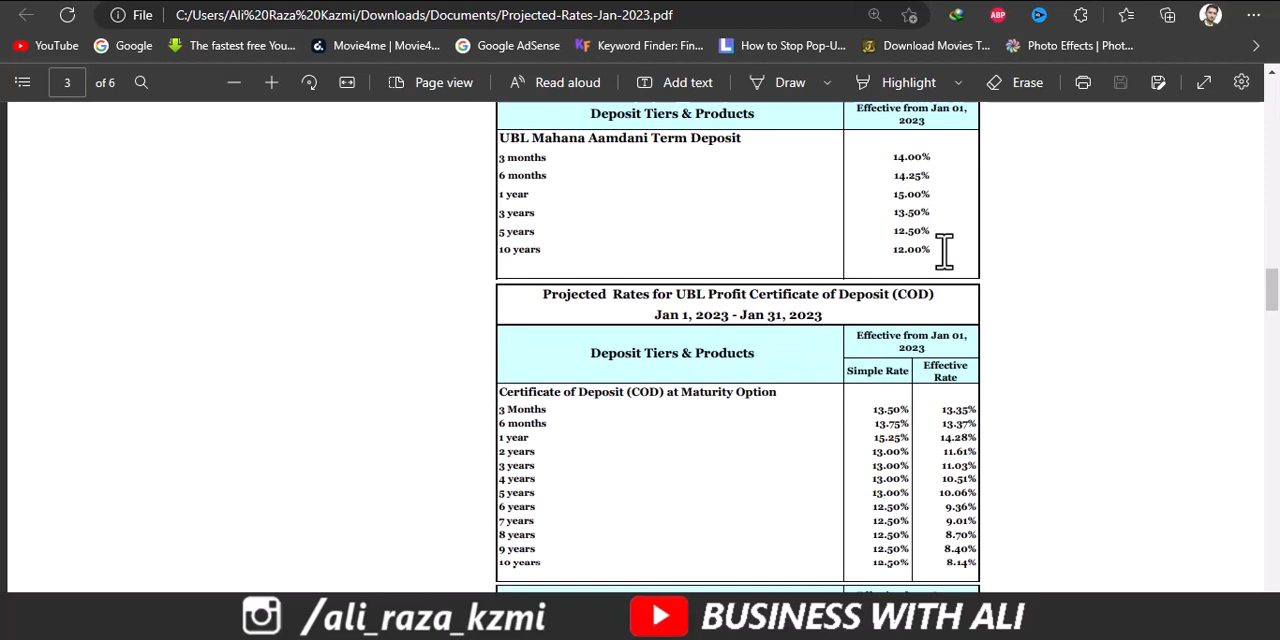 File
C:/Users/Ali%20Raza%20Kazmi/Downloads/Documents/Projected-Rates-Jan-2023.pdf
ABP
YouTube
Google
The fastest free You...
Movie4me | Movie4...
Google AdSense
KF Keyword Finder: Fin...
L How to Stop Pop-U...
Download Movies T...
Photo Effects | Phot...
3 of 6
Page view
Read aloud
Add text
Draw
Highlight
Erase
Deposit Tiers & Products
Effective from Jan 01,
2023
UBL Mahana Aamdani Term Deposit
3 months 14.00%
6 months 14.25%
1 year 15.00%
3 years 13.50%
5 years 12.50%
10 years 12.00%
Projected Rates for UBL Profit Certificate of Deposit (COD)
Jan 1, 2023 - Jan 31, 2023
Deposit Tiers & Products
Effective from Jan 01,
2023
Simple Rate
Effective
Rate
Certificate of Deposit (COD) at Maturity Option
3 Months 13.50% 13.35%
6 months 13.75% 13.37%
1 year 15.25% 14.28%
2 years 13.00% 11.61%
3 years 13.00% 11.03%
4 years 13.00% 10.51%
5 years 13.00% 10.06%
6 years 12.50% 9.36%
7 years 12.50% 9.01%
8 years 12.50% 8.70%
9 years 12.50% 8.40%
10 years 12.50% 8.14%
/ali_raza_kzmi
BUSINESS WITH ALI